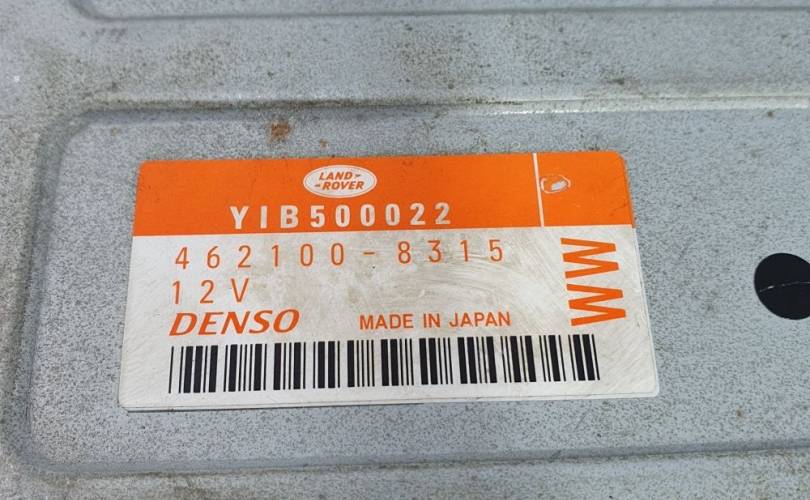 LAND-
-ROVER
YIB500022
462100-8315
12V
DENSO MADE IN JAPAN
WW